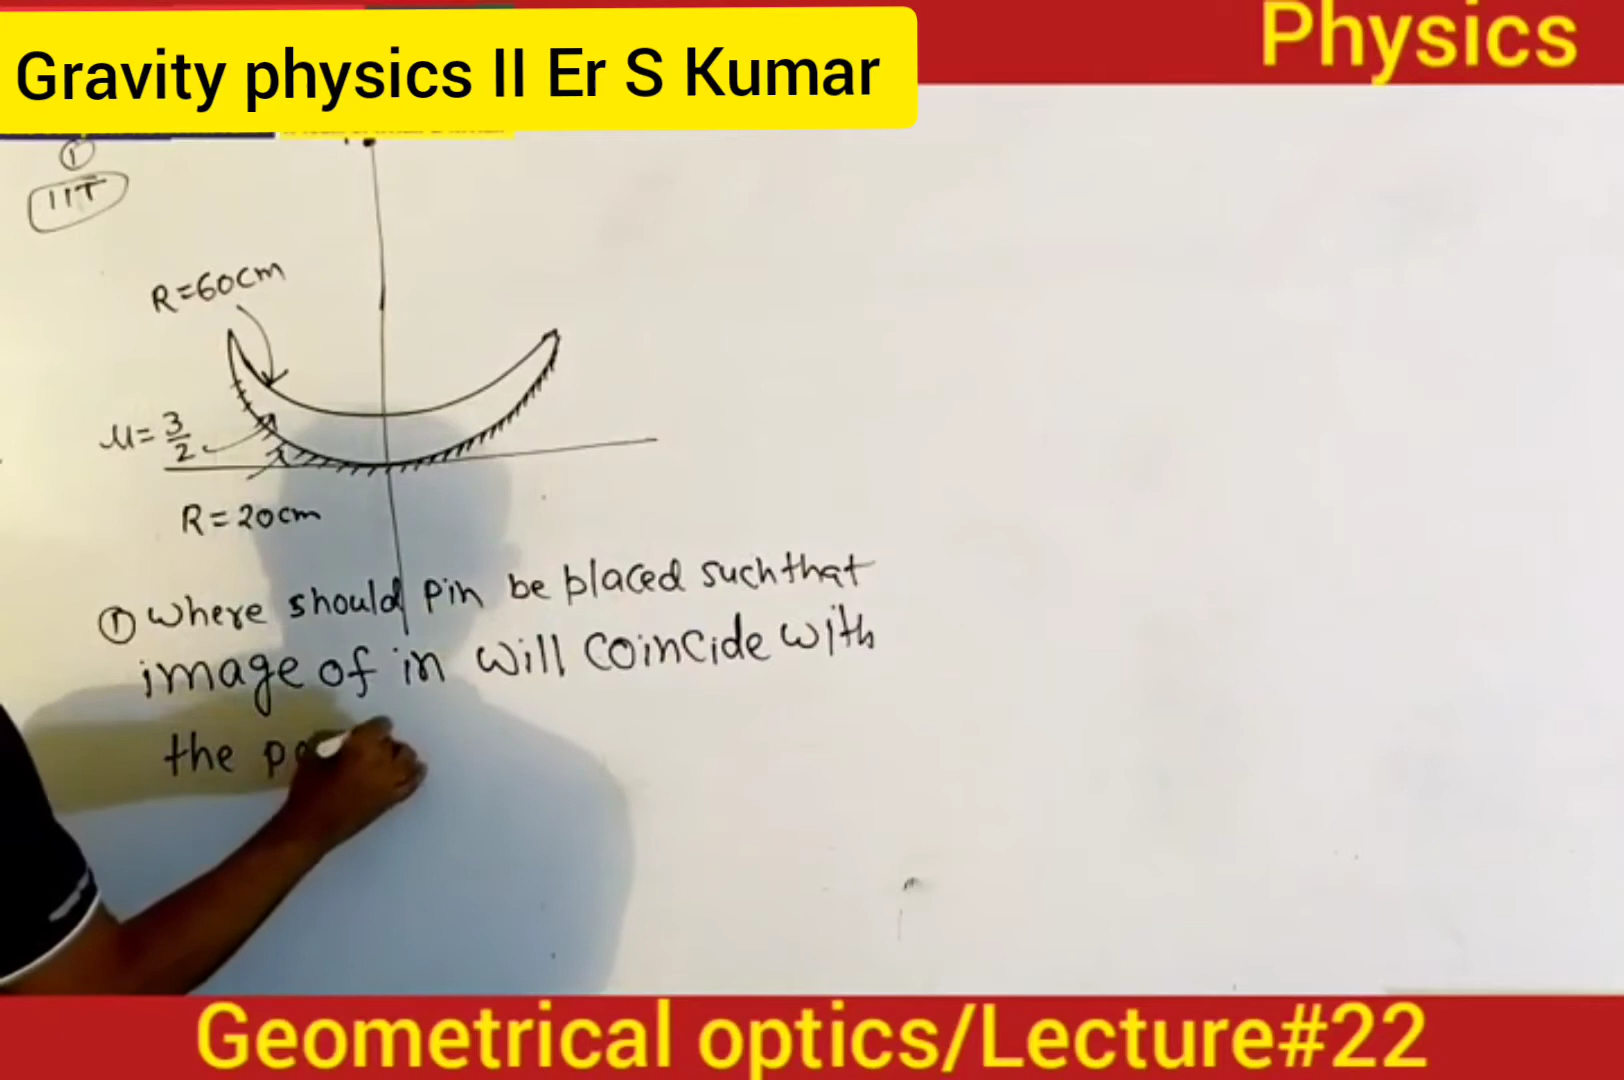 Physics
Gravity physics II Er S Kumar
①
IIT
R=60cm
μ=3/2
R=20cm
① Where should pin be placed such that
image of in will coincide with
the
Geometrical optics/Lecture#22